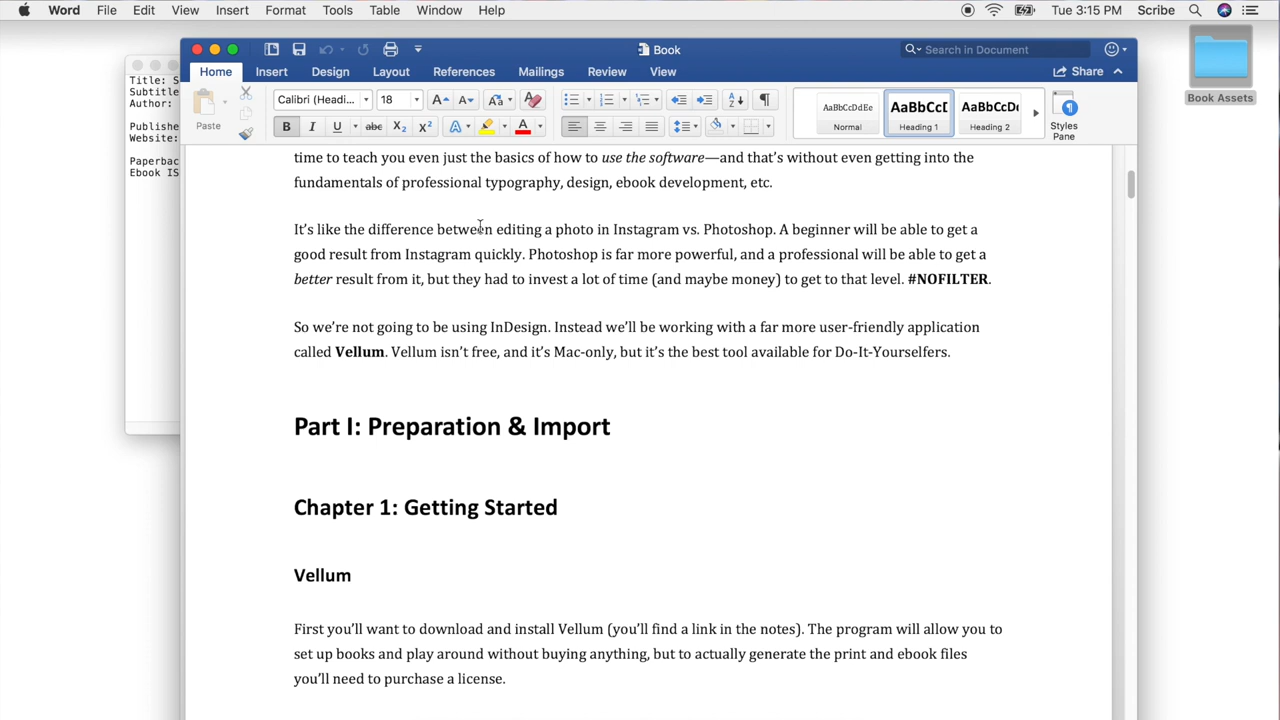 Word File Edit View Insert Format Tools Table Window Help Tue 3:15 PM Scribe
Book
Search in Document
Home Insert Design Layout References Mailings Review View Share
Paste
Calibri (Headi... 18
AaBbCcDdEe
Normal
AaBbCcD
Heading 1
AaBbCcDc
Heading 2
Styles
Pane
Book Assets
Title: S
Subtitle
Author:
Publishe
Website:
Paperbac
Ebook IS
time to teach you even just the basics of how to use the software—and that’s without even getting into the
fundamentals of professional typography, design, ebook development, etc.
It’s like the difference between editing a photo in Instagram vs. Photoshop. A beginner will be able to get a
good result from Instagram quickly. Photoshop is far more powerful, and a professional will be able to get a
better result from it, but they had to invest a lot of time (and maybe money) to get to that level. #NOFILTER.
So we’re not going to be using InDesign. Instead we’ll be working with a far more user-friendly application
called Vellum. Vellum isn’t free, and it’s Mac-only, but it’s the best tool available for Do-It-Yourselfers.
Part I: Preparation & Import
Chapter 1: Getting Started
Vellum
First you’ll want to download and install Vellum (you’ll find a link in the notes). The program will allow you to
set up books and play around without buying anything, but to actually generate the print and ebook files
you’ll need to purchase a license.